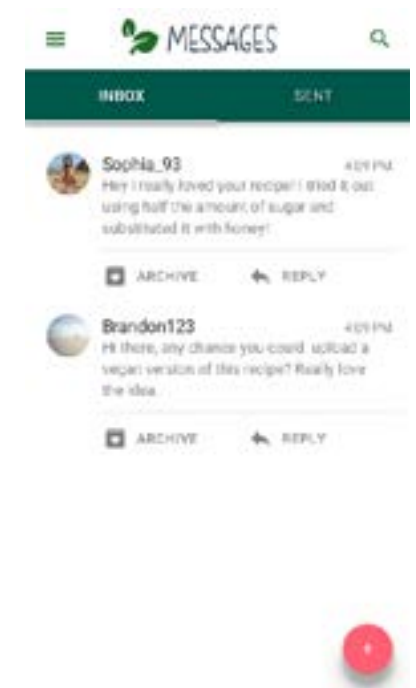 MESSAGES
INBOX SENT
Sophia_93 4:09 PM
Hey I really loved your recipe! I tried it out
using half the amount of sugar and
substituted it with honey!
ARCHIVE REPLY
Brandon123 4:09 PM
Hi there, any chance you could upload a
vegan version of this recipe? Really love
the idea
ARCHIVE REPLY
+